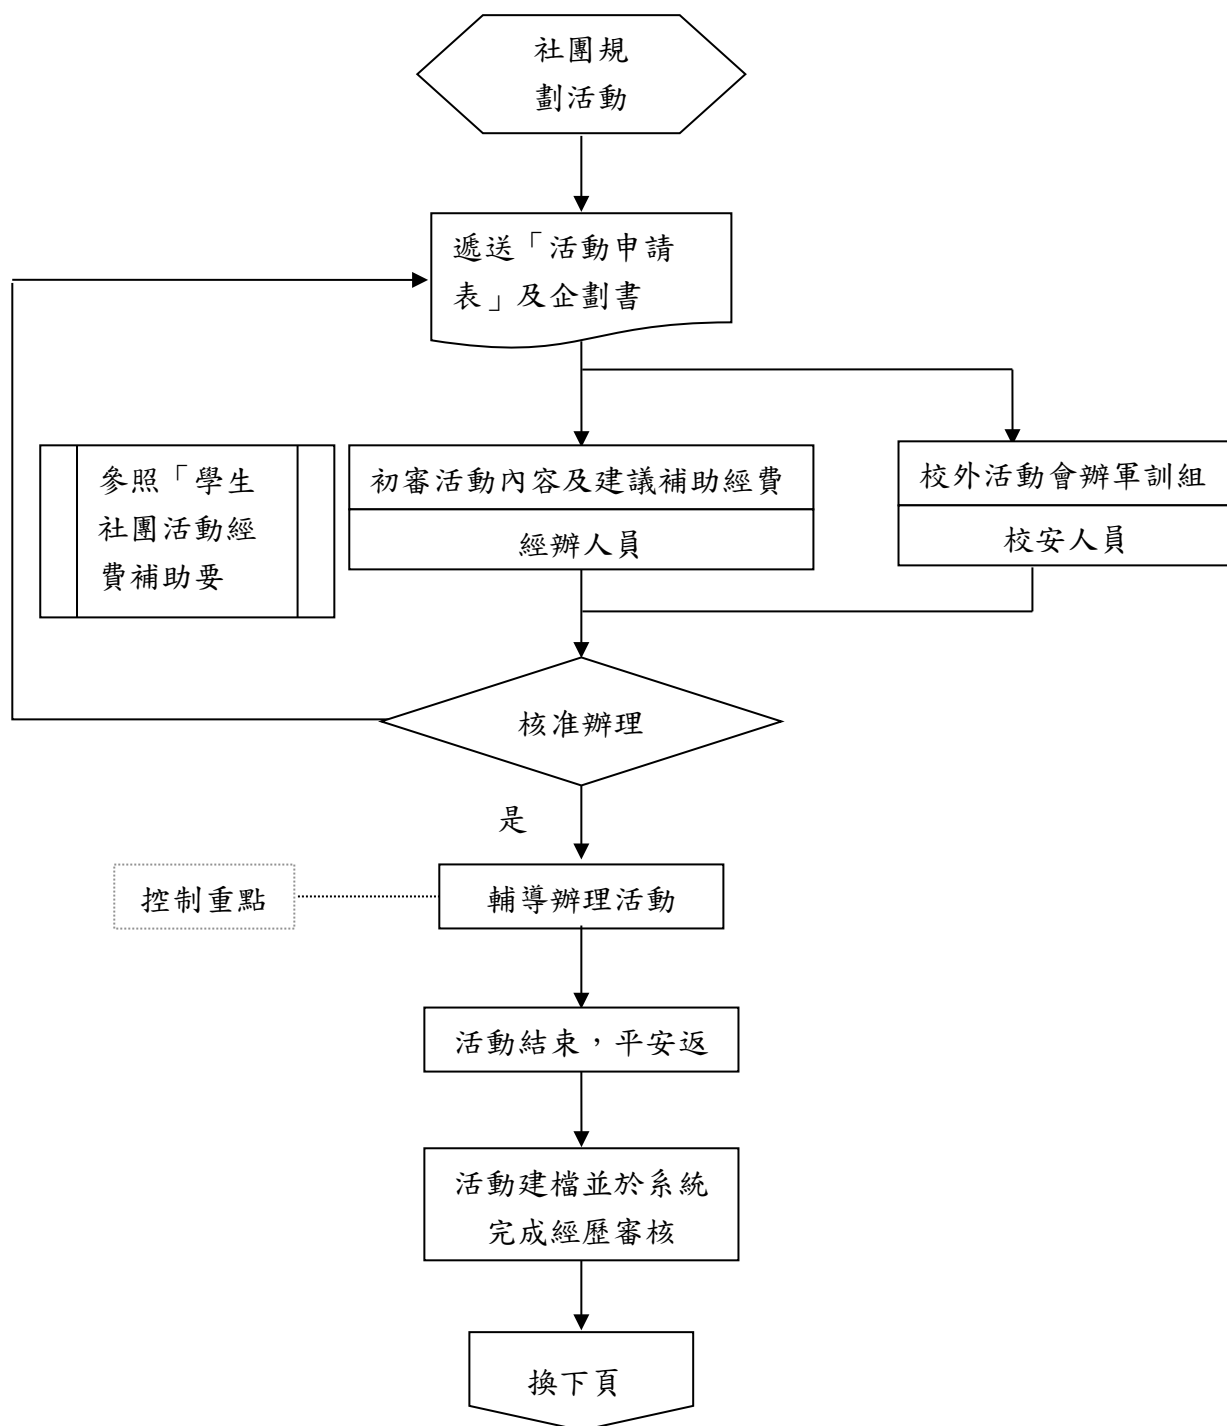 社團規
劃活動
遞送「活動申請
表」及企劃書
參照「學生
社團活動經
費補助要
初審活動內容及建議補助經費
經辦人員
校外活動會辦軍訓組
校安人員
核准辦理
是
控制重點
輔導辦理活動
活動結束，平安返
活動建檔並於系統
完成經歷審核
換下頁